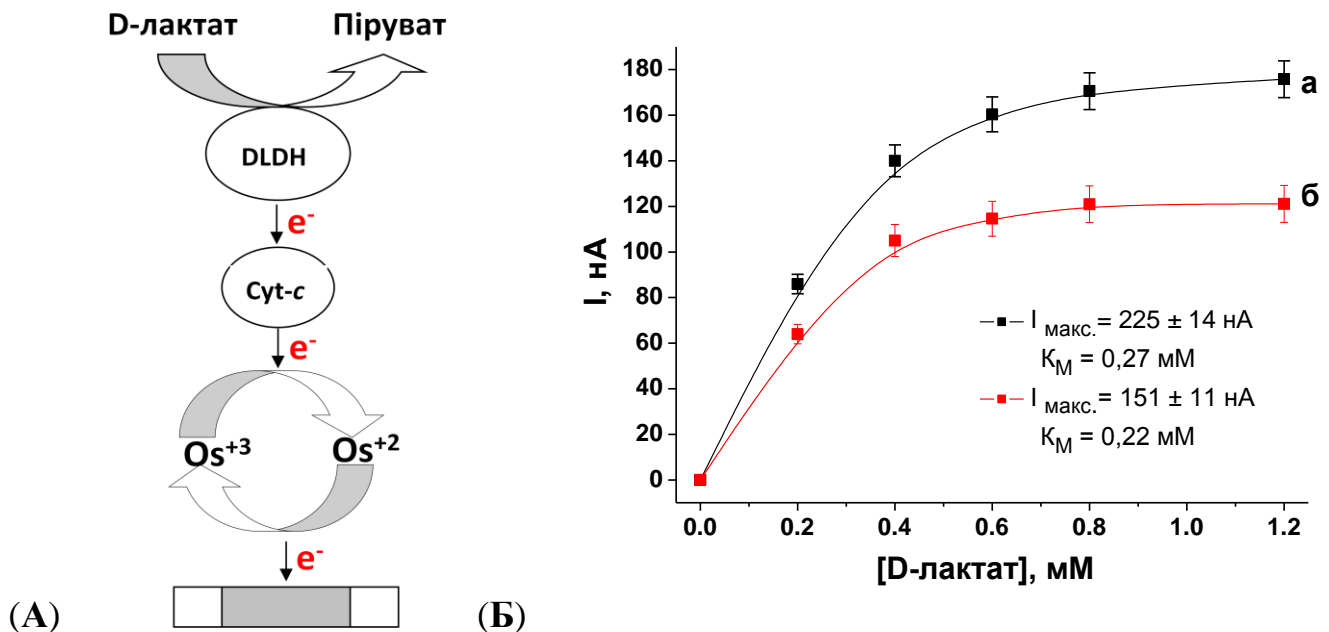 D-лактат Піруват
DLDH
e-
Cyt-c
e-
Os+3 Os+2
e-
(А)
180
160
140
120
100
80
60
40
20
0
I, нА
а
б
I макс.= 225 ± 14 нА
KM = 0,27 мМ
I макс.= 151 ± 11 нА
KM = 0,22 мМ
0.0 0.2 0.4 0.6 0.8 1.0 1.2
[D-лактат], мМ
(Б)